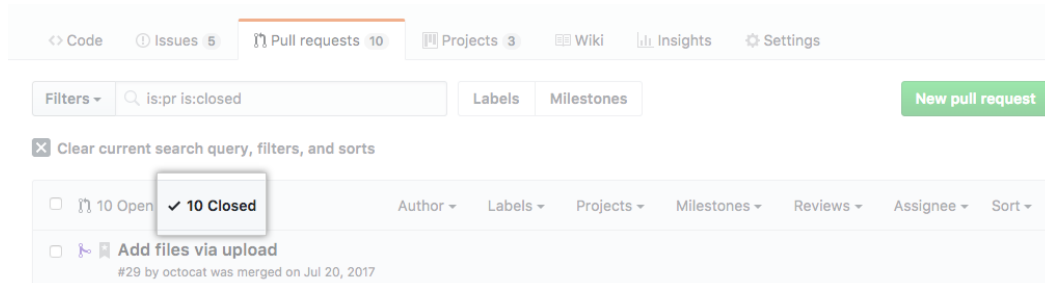 Code Issues 5 Pull requests 10 Projects 3 Wiki Insights Settings
Filters is:pr is:closed Labels Milestones New pull request
Clear current search query, filters, and sorts
10 Open 10 Closed Author Labels Projects Milestones Reviews Assignee Sort
Add files via upload
#29 by octocat was merged on Jul 20, 2017